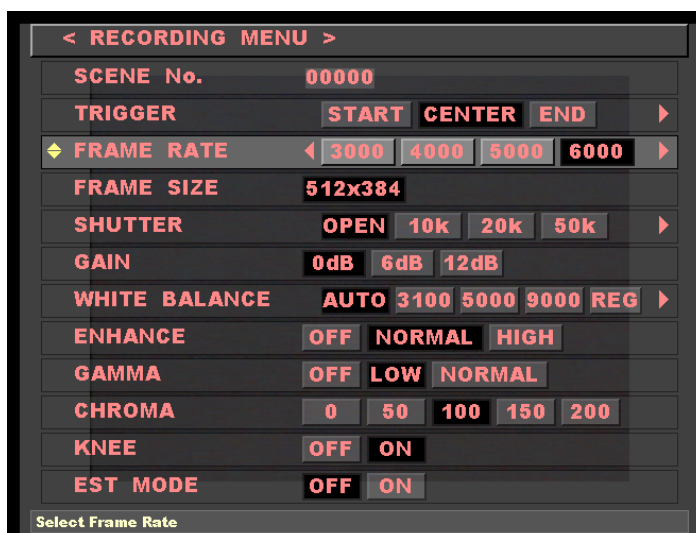 < RECORDING MENU >
SCENE No. 00000
TRIGGER START CENTER END
FRAME RATE 3000 4000 5000 6000
FRAME SIZE 512x384
SHUTTER OPEN 10k 20k 50k
GAIN 0dB 6dB 12dB
WHITE BALANCE AUTO 3100 5000 9000 REG
ENHANCE OFF NORMAL HIGH
GAMMA OFF LOW NORMAL
CHROMA 0 50 100 150 200
KNEE OFF ON
EST MODE OFF ON
Select Frame Rate